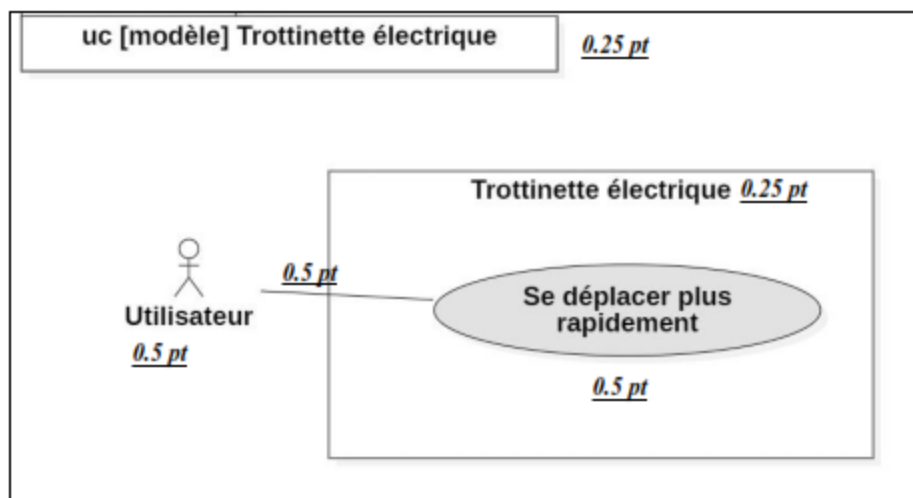 uc [modèle] Trottinette électrique
0.25 pt
Trottinette électrique 0.25 pt
0.5 pt
Se déplacer plus
rapidement
Utilisateur
0.5 pt
0.5 pt